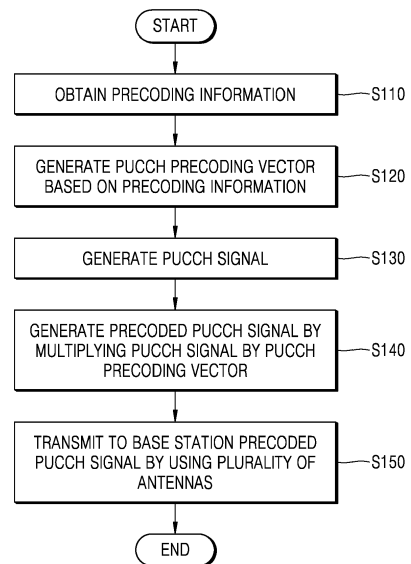 START
OBTAIN PRECODING INFORMATION
S110
GENERATE PUCCH PRECODING VECTOR
BASED ON PRECODING INFORMATION
S120
GENERATE PUCCH SIGNAL
S130
GENERATE PRECODED PUCCH SIGNAL BY
MULTIPLYING PUCCH SIGNAL BY PUCCH
PRECODING VECTOR
S140
TRANSMIT TO BASE STATION PRECODED
PUCCH SIGNAL BY USING PLURALITY OF
ANTENNAS
S150
END